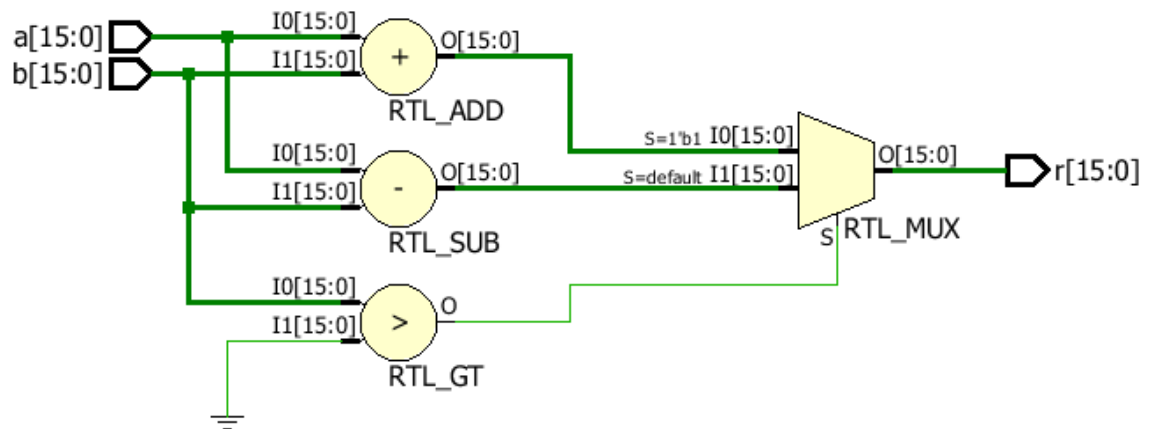 a[15:0]
b[15:0]
I0[15:0]
I1[15:0]
+
O[15:0]
RTL_ADD
I0[15:0]
I1[15:0]
-
O[15:0]
RTL_SUB
I0[15:0]
I1[15:0]
>
O
RTL_GT
S=1'b1 I0[15:0]
S=default I1[15:0]
O[15:0]
S
RTL_MUX
r[15:0]